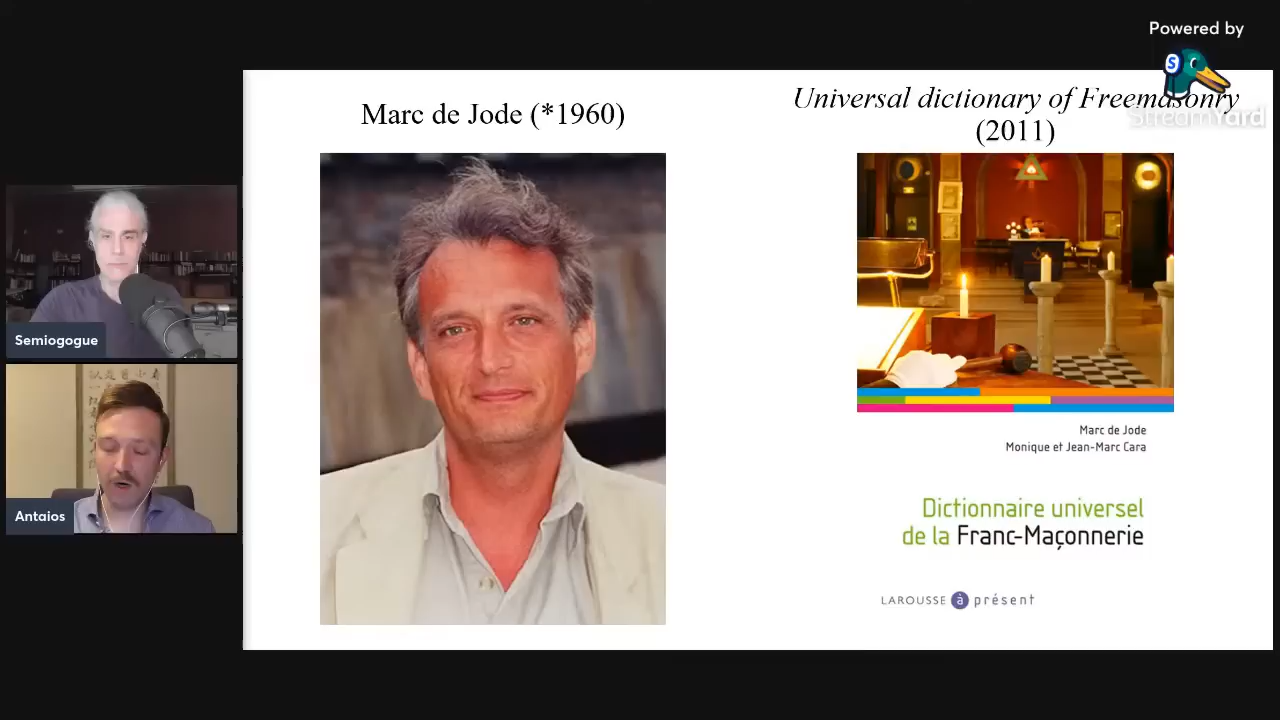 Powered by
StreamYard
Marc de Jode (*1960)
Universal dictionary of Freemasonry
(2011)
Semiogogue
Antaios
Marc de Jode
Monique et Jean-Marc Cara
Dictionnaire universel
de la Franc-Maçonnerie
LAROUSSE à présent